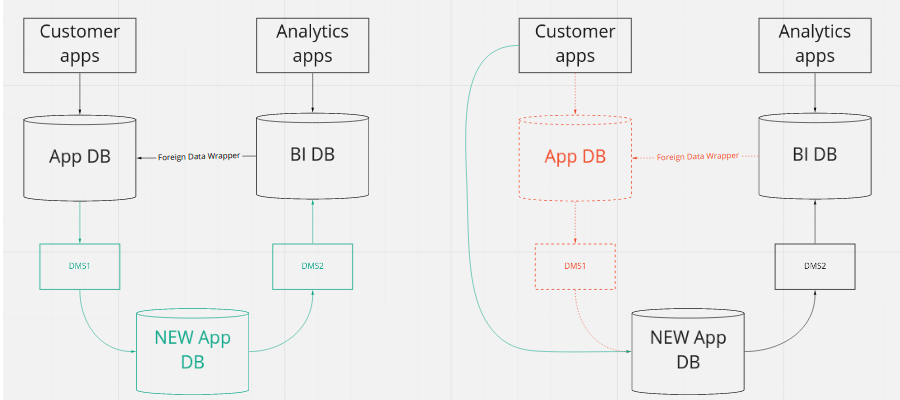 Customer
apps
Analytics
apps
App DB
Foreign Data Wrapper
BI DB
DMS1
DMS2
NEW App
DB
Customer
apps
Analytics
apps
App DB
Foreign Data Wrapper
BI DB
DMS1
DMS2
NEW App
DB